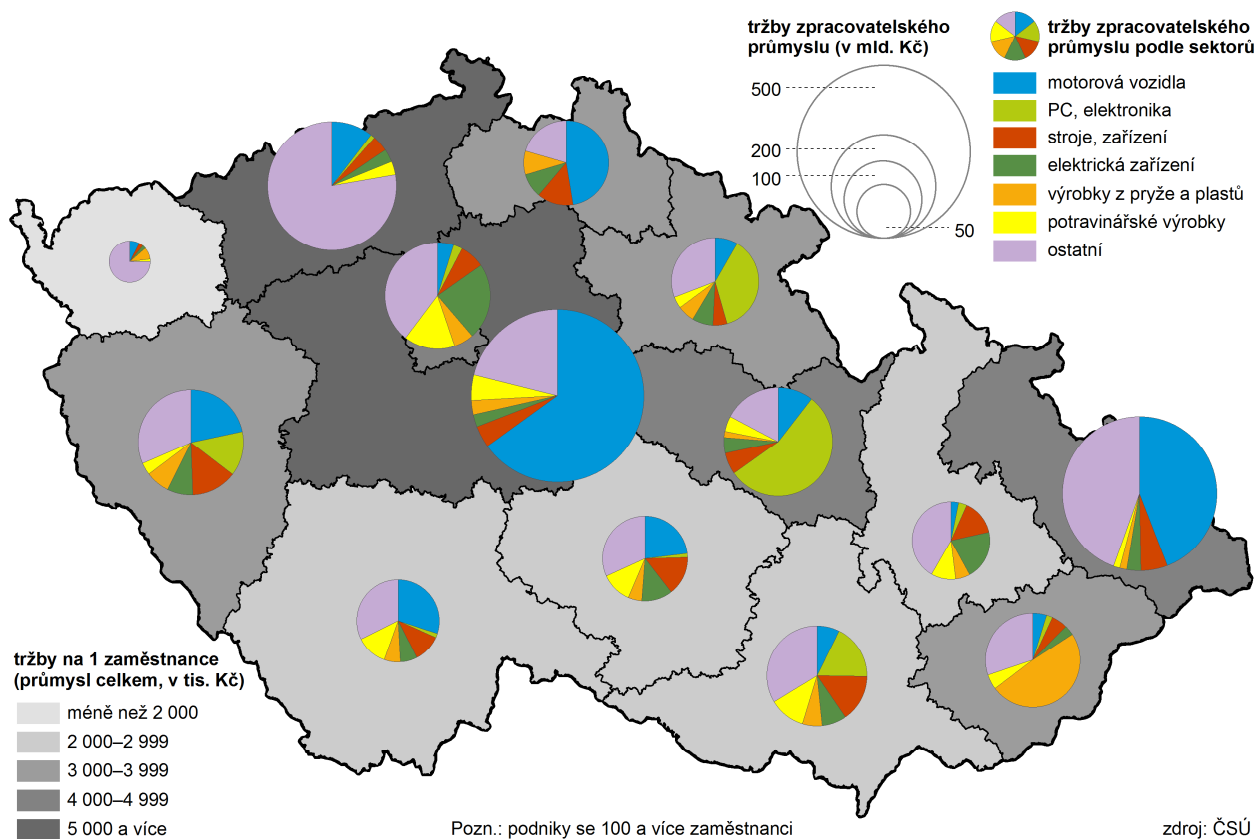 tržby zpracovatelského
průmyslu (v mld. Kč)
500
200
100
50
tržby zpracovatelského
průmyslu podle sektorů
motorová vozidla
PC, elektronika
stroje, zařízení
elektrická zařízení
výrobky z pryže a plastů
potravinářské výrobky
ostatní
tržby na 1 zaměstnance
(průmysl celkem, v tis. Kč)
méně než 2 000
2 000–2 999
3 000–3 999
4 000–4 999
5 000 a více
Pozn.: podniky se 100 a více zaměstnanci
zdroj: ČSÚ